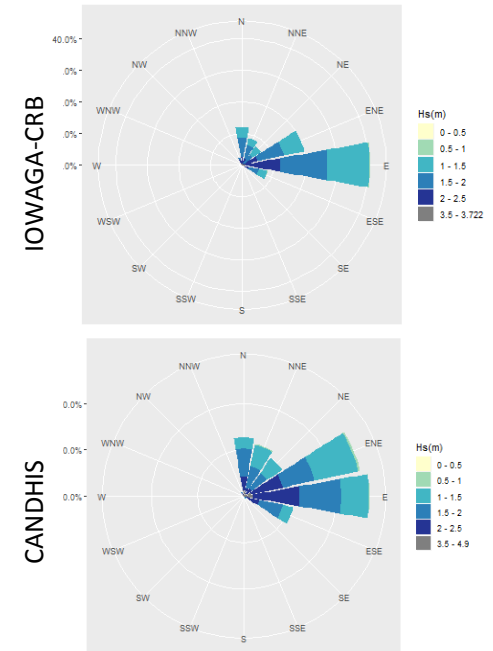 IOWAGA-CRB
40.0%
.0%
.0%
.0%
.0%
N
NNE
NE
ENE
E
ESE
SE
SSE
S
SSW
SW
WSW
W
WNW
NW
NNW
Hs(m)
0 - 0.5
0.5 - 1
1 - 1.5
1.5 - 2
2 - 2.5
3.5 - 3.722
CANDHIS
0.0%
0.0%
0.0%
N
NNE
NE
ENE
E
ESE
SE
SSE
S
SSW
SW
WSW
W
WNW
NW
NNW
Hs(m)
0 - 0.5
0.5 - 1
1 - 1.5
1.5 - 2
2 - 2.5
3.5 - 4.9